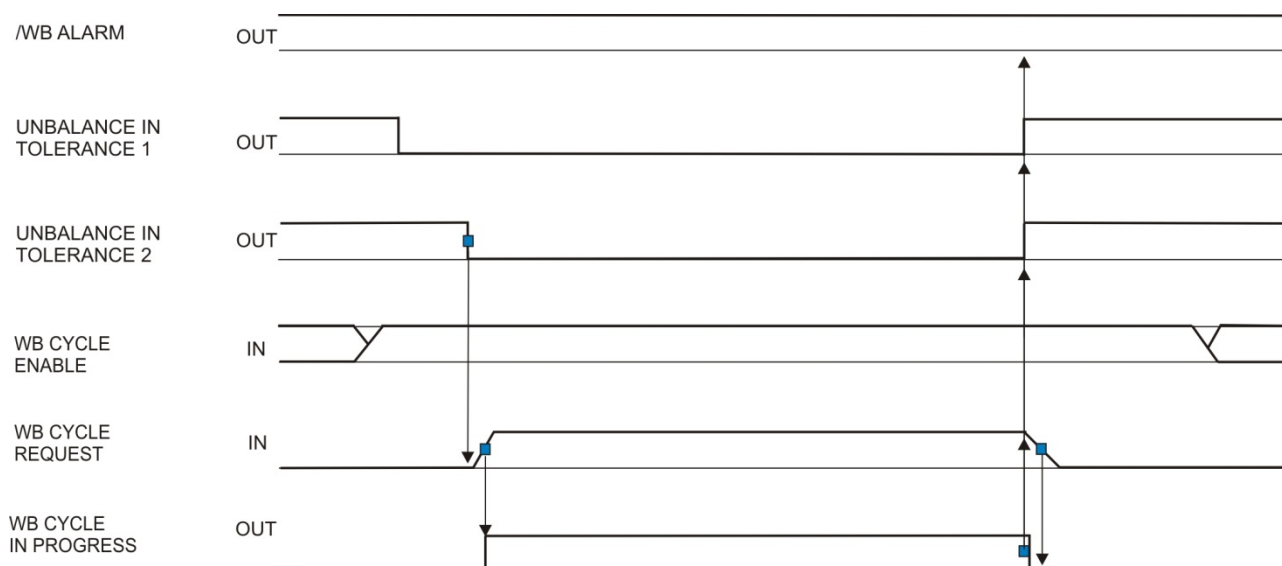 /WB ALARM
OUT
UNBALANCE IN
TOLERANCE 1
OUT
UNBALANCE IN
TOLERANCE 2
OUT
WB CYCLE
ENABLE
IN
WB CYCLE
REQUEST
IN
WB CYCLE
IN PROGRESS
OUT